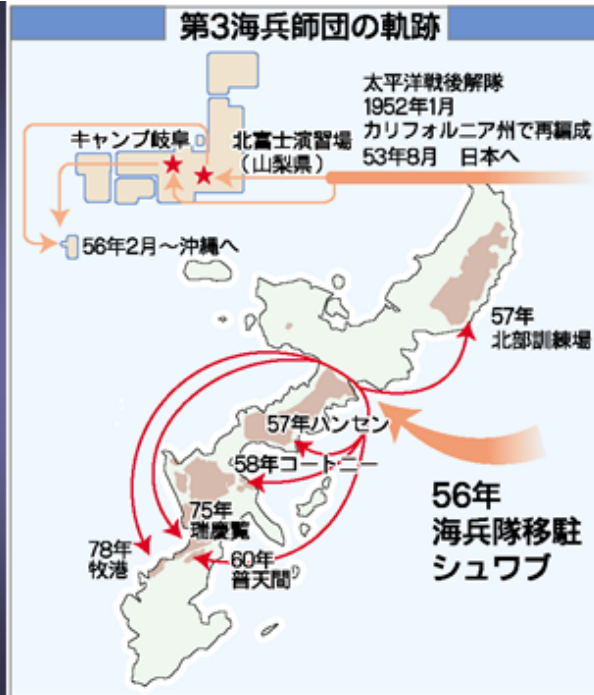 第3海兵師団の軌跡
太平洋戦後解隊
1952年1月
カリフォルニア州で再編成
53年8月　日本へ
キャンプ岐阜
北富士演習場
(山梨県)
56年2月〜沖縄へ
57年
北部訓練場
57年ハンセン
58年コートニー
75年
瑞慶覧
78年
牧港
60年
普天間
56年
海兵隊移駐
シュワブ